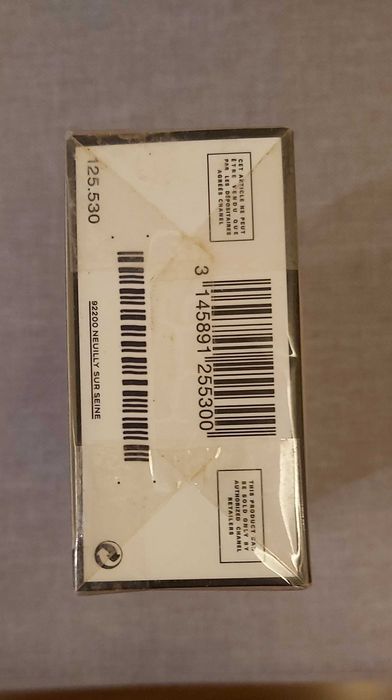 125.530
CET ARTICLE NE PEUT
ÊTRE VENDU QUE
PAR LES DÉPOSITAIRES
AGRÉÉS CHANEL
3 145891 255300
92200 NEUILLY SUR SEINE
THIS PRODUCT CAN
BE SOLD ONLY BY
AUTHORIZED CHANEL
RETAILERS